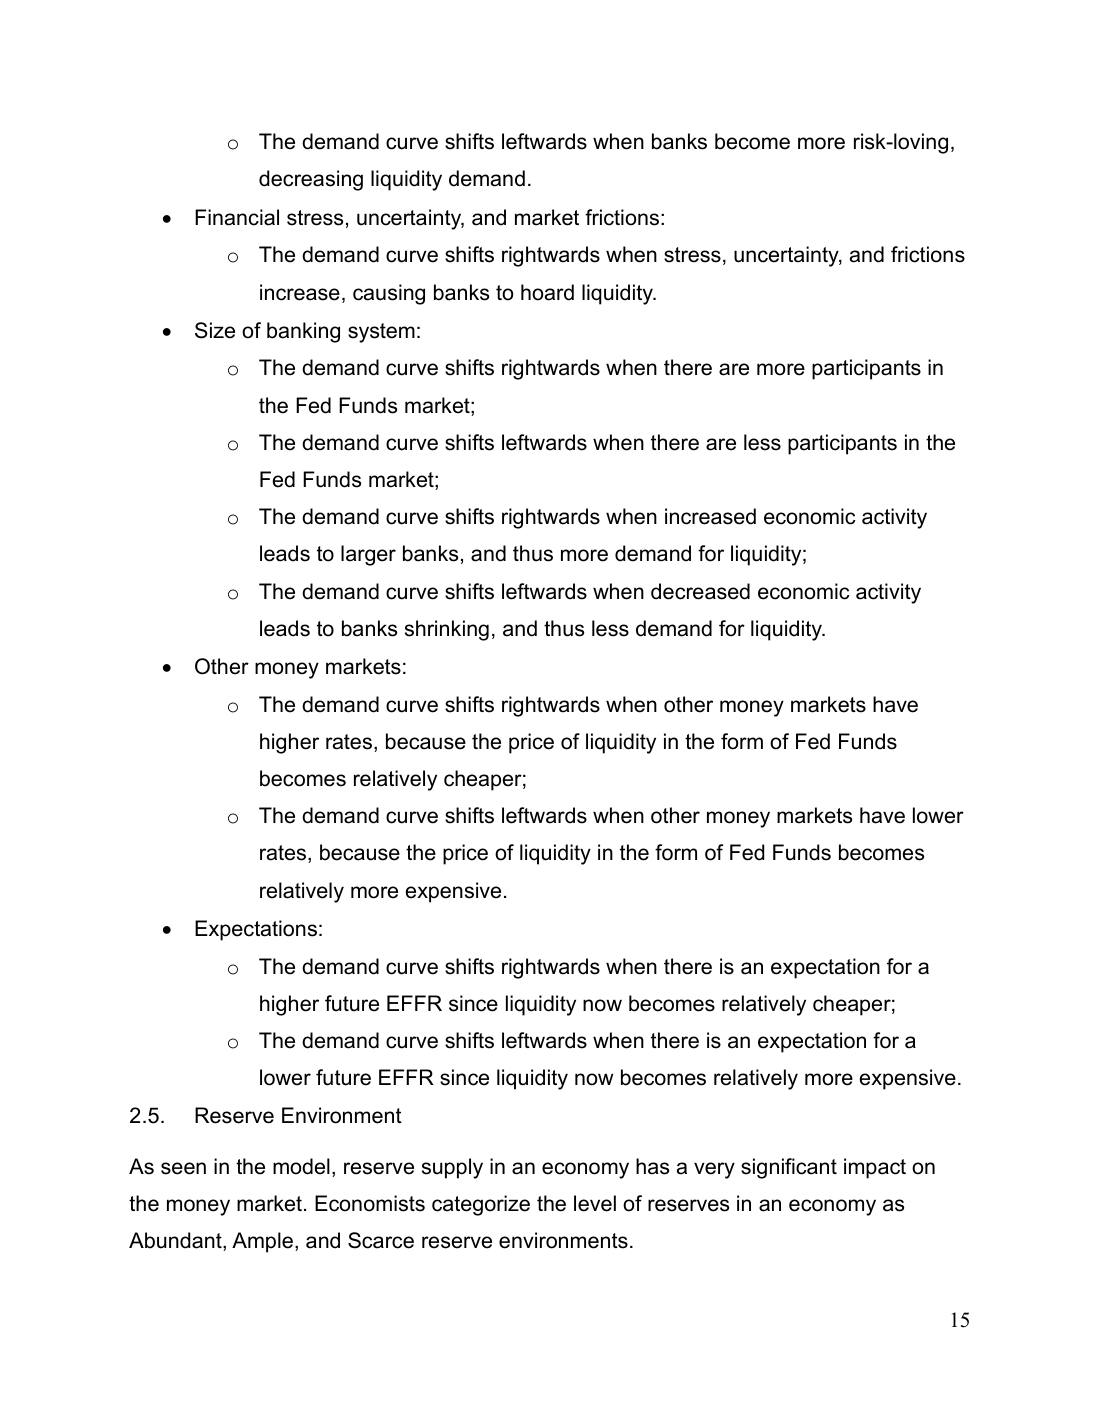 o The demand curve shifts leftwards when banks become more risk-loving,
decreasing liquidity demand.
• Financial stress, uncertainty, and market frictions:
o The demand curve shifts rightwards when stress, uncertainty, and frictions
increase, causing banks to hoard liquidity.
• Size of banking system:
o The demand curve shifts rightwards when there are more participants in
the Fed Funds market;
o The demand curve shifts leftwards when there are less participants in the
Fed Funds market;
o The demand curve shifts rightwards when increased economic activity
leads to larger banks, and thus more demand for liquidity;
o The demand curve shifts leftwards when decreased economic activity
leads to banks shrinking, and thus less demand for liquidity.
• Other money markets:
o The demand curve shifts rightwards when other money markets have
higher rates, because the price of liquidity in the form of Fed Funds
becomes relatively cheaper;
o The demand curve shifts leftwards when other money markets have lower
rates, because the price of liquidity in the form of Fed Funds becomes
relatively more expensive.
• Expectations:
o The demand curve shifts rightwards when there is an expectation for a
higher future EFFR since liquidity now becomes relatively cheaper;
o The demand curve shifts leftwards when there is an expectation for a
lower future EFFR since liquidity now becomes relatively more expensive.
2.5. Reserve Environment
As seen in the model, reserve supply in an economy has a very significant impact on
the money market. Economists categorize the level of reserves in an economy as
Abundant, Ample, and Scarce reserve environments.
15